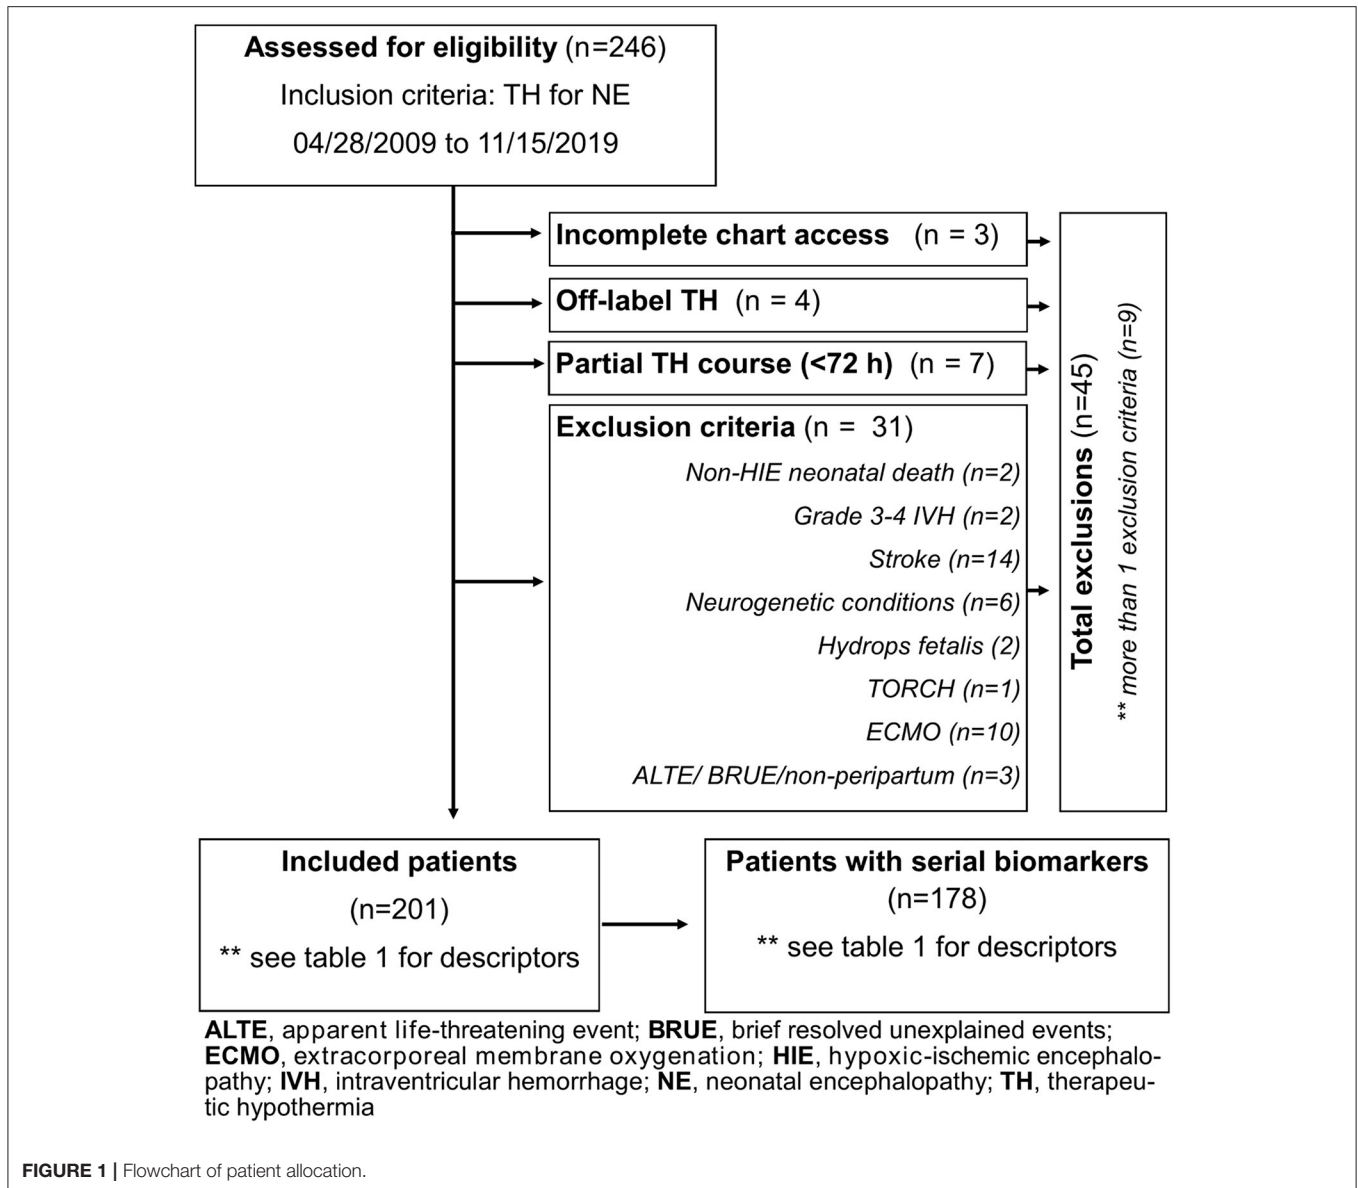 Assessed for eligibility (n=246)
Inclusion criteria: TH for NE
04/28/2009 to 11/15/2019
Incomplete chart access (n = 3)
Off-label TH (n = 4)
Partial TH course (<72 h) (n = 7)
Exclusion criteria (n = 31)
Non-HIE neonatal death (n=2)
Grade 3-4 IVH (n=2)
Stroke (n=14)
Neurogenetic conditions (n=6)
Hydrops fetalis (2)
TORCH (n=1)
ECMO (n=10)
ALTE/ BRUE/non-peripartum (n=3)
Total exclusions (n=45)
** more than 1 exclusion criteria (n=9)
Included patients
(n=201)
** see table 1 for descriptors
Patients with serial biomarkers
(n=178)
** see table 1 for descriptors
ALTE, apparent life-threatening event; BRUE, brief resolved unexplained events;
ECMO, extracorporeal membrane oxygenation; HIE, hypoxic-ischemic encephalo-
pathy; IVH, intraventricular hemorrhage; NE, neonatal encephalopathy; TH, therapeu-
tic hypothermia
FIGURE 1 | Flowchart of patient allocation.